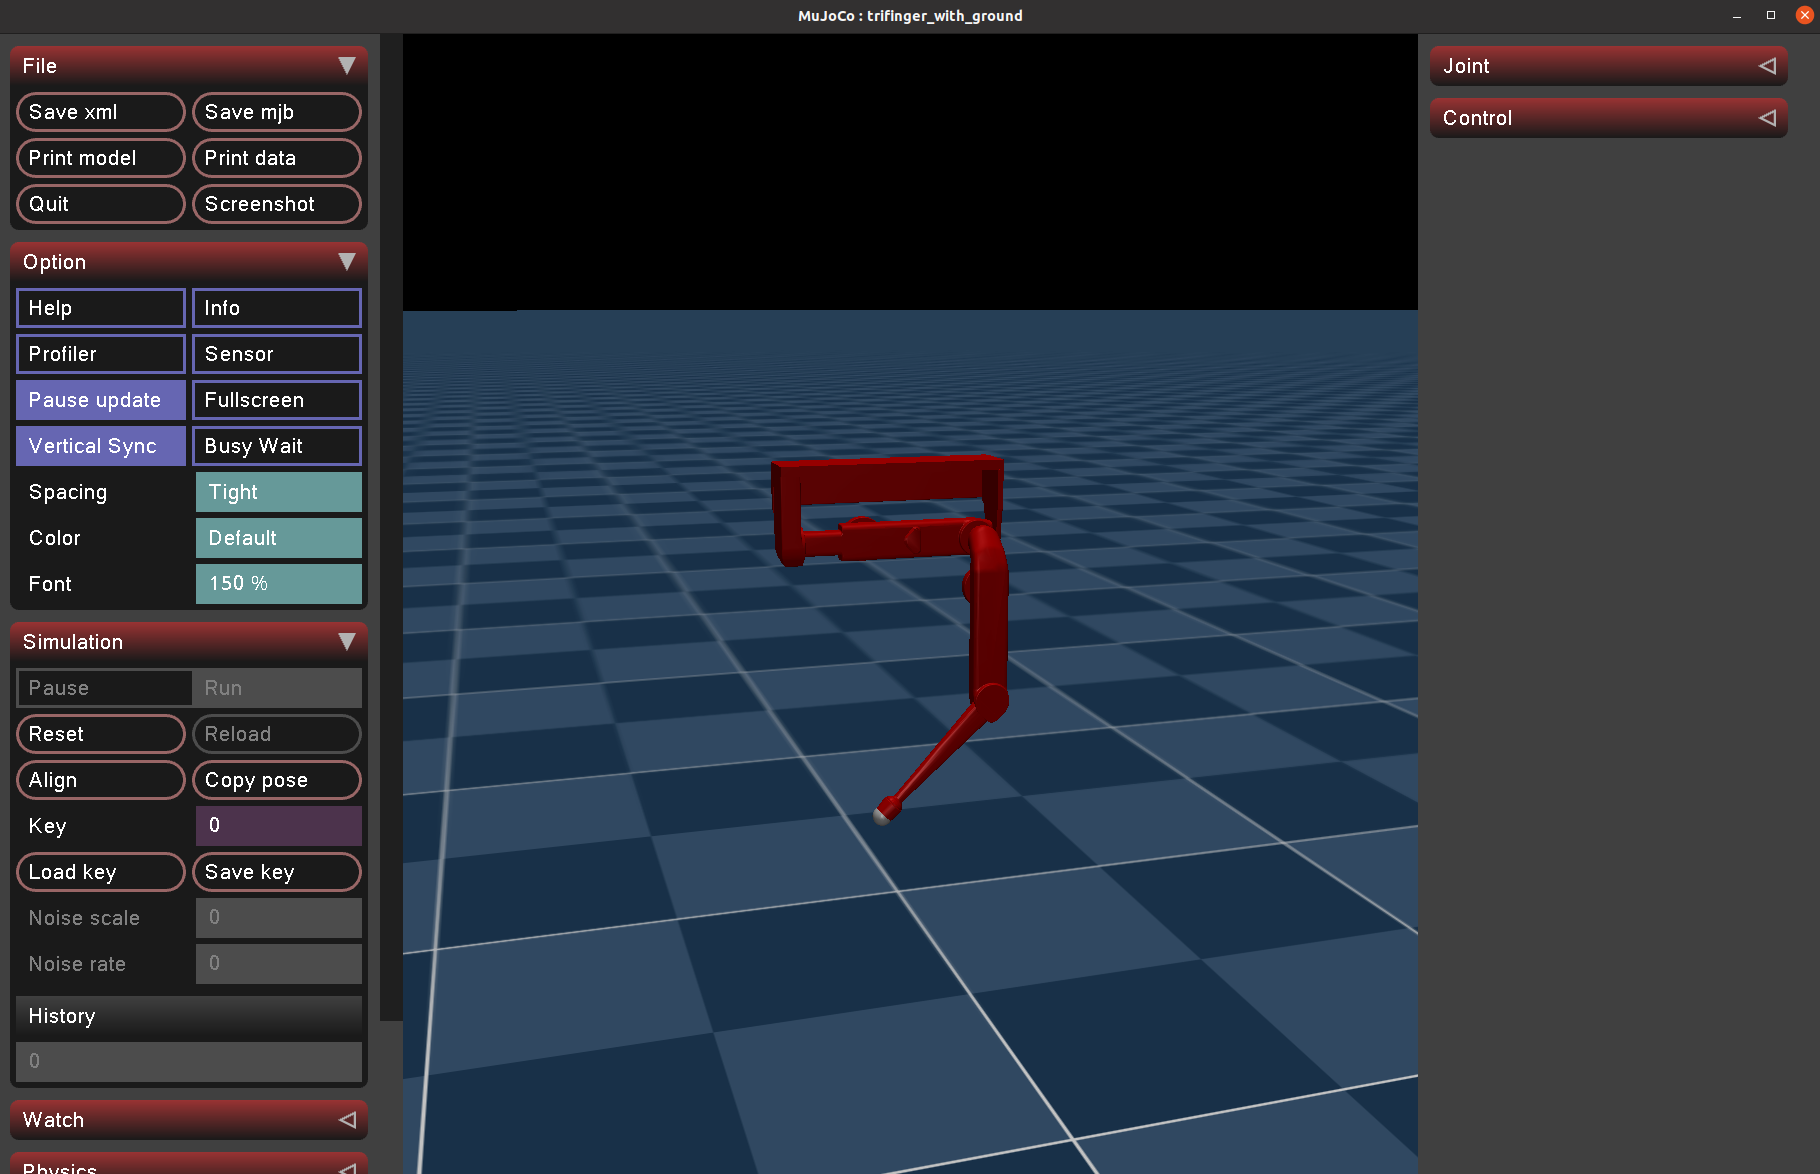 MuJoCo : trifinger_with_ground
File
Save xml
Save mjb
Print model
Print data
Quit
Screenshot
Option
Help
Info
Profiler
Sensor
Pause update
Fullscreen
Vertical Sync
Busy Wait
Spacing
Tight
Color
Default
Font
150 %
Simulation
Pause
Run
Reset
Reload
Align
Copy pose
Key
0
Load key
Save key
Noise scale
0
Noise rate
0
History
0
Watch
Physics
Joint
Control